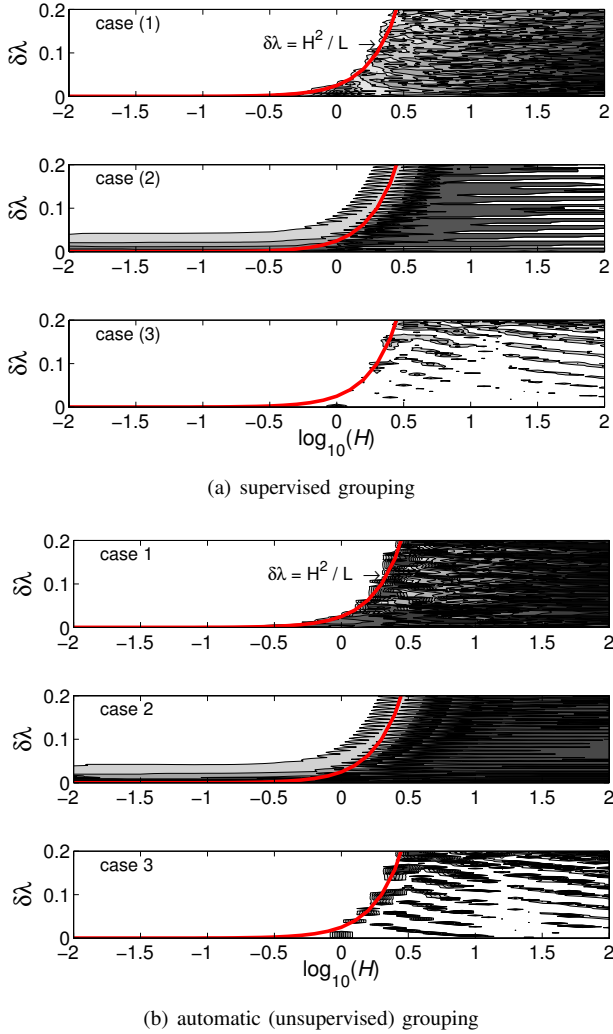 0.2
case (1)
δλ = H² / L
δλ
0.1
0
−2 −1.5 −1 −0.5 0 0.5 1 1.5 2
0.2
case (2)
δλ
0.1
0
−2 −1.5 −1 −0.5 0 0.5 1 1.5 2
0.2
case (3)
δλ
0.1
0
−2 −1.5 −1 −0.5 0 0.5 1 1.5 2
log₁₀(H)
(a) supervised grouping
0.2
case 1
δλ = H² / L
δλ
0.1
0
−2 −1.5 −1 −0.5 0 0.5 1 1.5 2
0.2
case 2
δλ
0.1
0
−2 −1.5 −1 −0.5 0 0.5 1 1.5 2
0.2
case 3
δλ
0.1
0
−2 −1.5 −1 −0.5 0 0.5 1 1.5 2
log₁₀(H)
(b) automatic (unsupervised) grouping